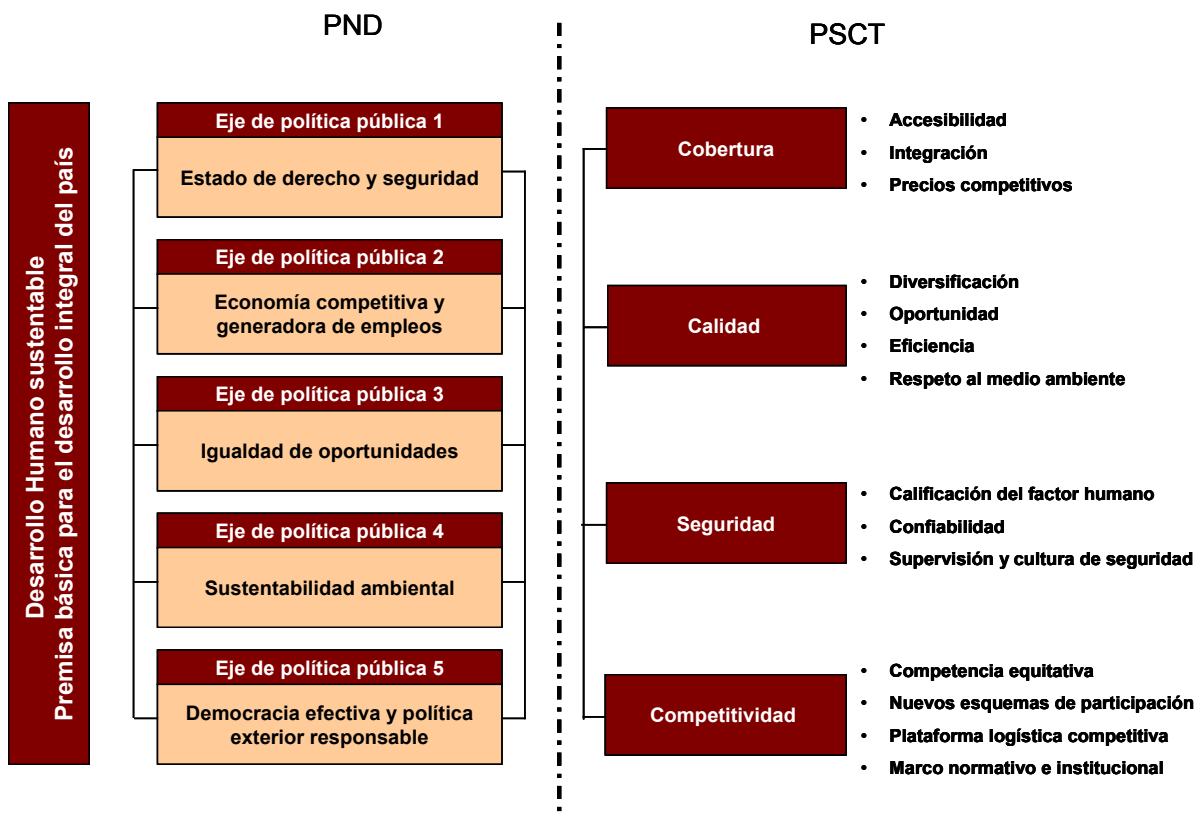 PND
Desarrollo Humano sustentable
Premisa básica para el desarrollo integral del país
Eje de política pública 1
Estado de derecho y seguridad
Eje de política pública 2
Economía competitiva y
generadora de empleos
Eje de política pública 3
Igualdad de oportunidades
Eje de política pública 4
Sustentabilidad ambiental
Eje de política pública 5
Democracia efectiva y política
exterior responsable
PSCT
Cobertura
• Accesibilidad
• Integración
• Precios competitivos
Calidad
• Diversificación
• Oportunidad
• Eficiencia
• Respeto al medio ambiente
Seguridad
• Calificación del factor humano
• Confiabilidad
• Supervisión y cultura de seguridad
Competitividad
• Competencia equitativa
• Nuevos esquemas de participación
• Plataforma logística competitiva
• Marco normativo e institucional